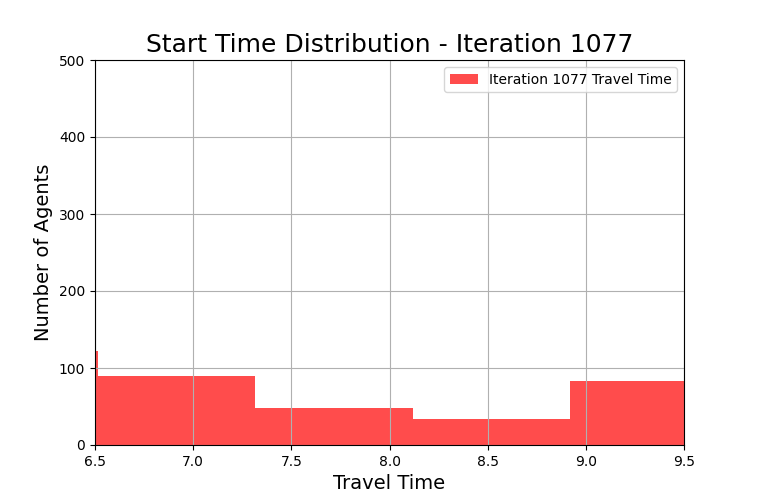 Start Time Distribution - Iteration 1077
Iteration 1077 Travel Time
Number of Agents
500
400
300
200
100
0
6.5 7.0 7.5 8.0 8.5 9.0 9.5
Travel Time